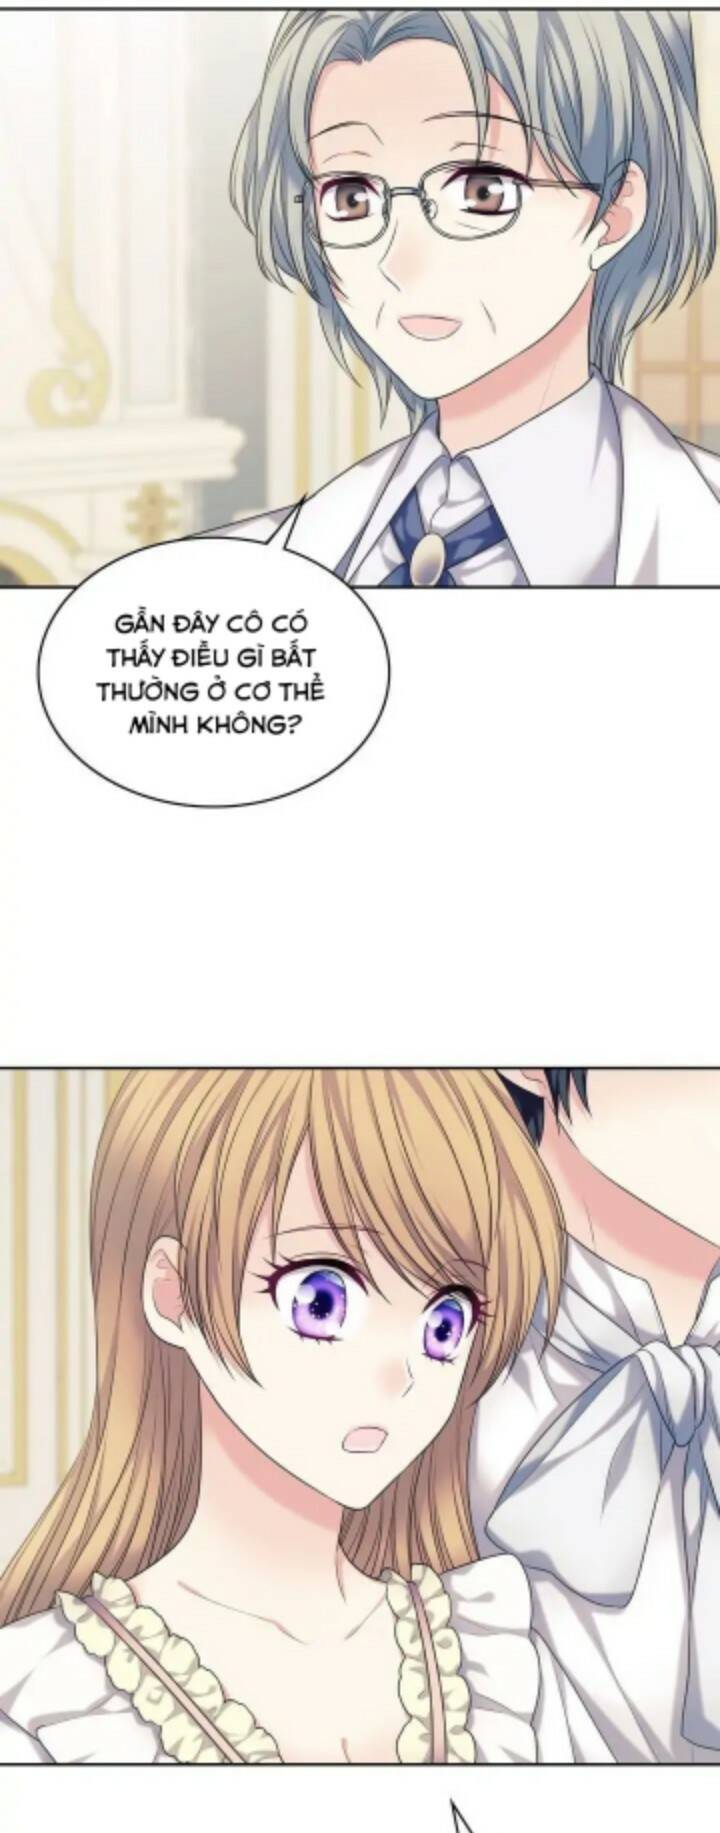 GẦN ĐÂY CÔ CÓ
THẤY ĐIỀU GÌ BẤT
THƯỜNG Ở CƠ THỂ
MÌNH KHÔNG?